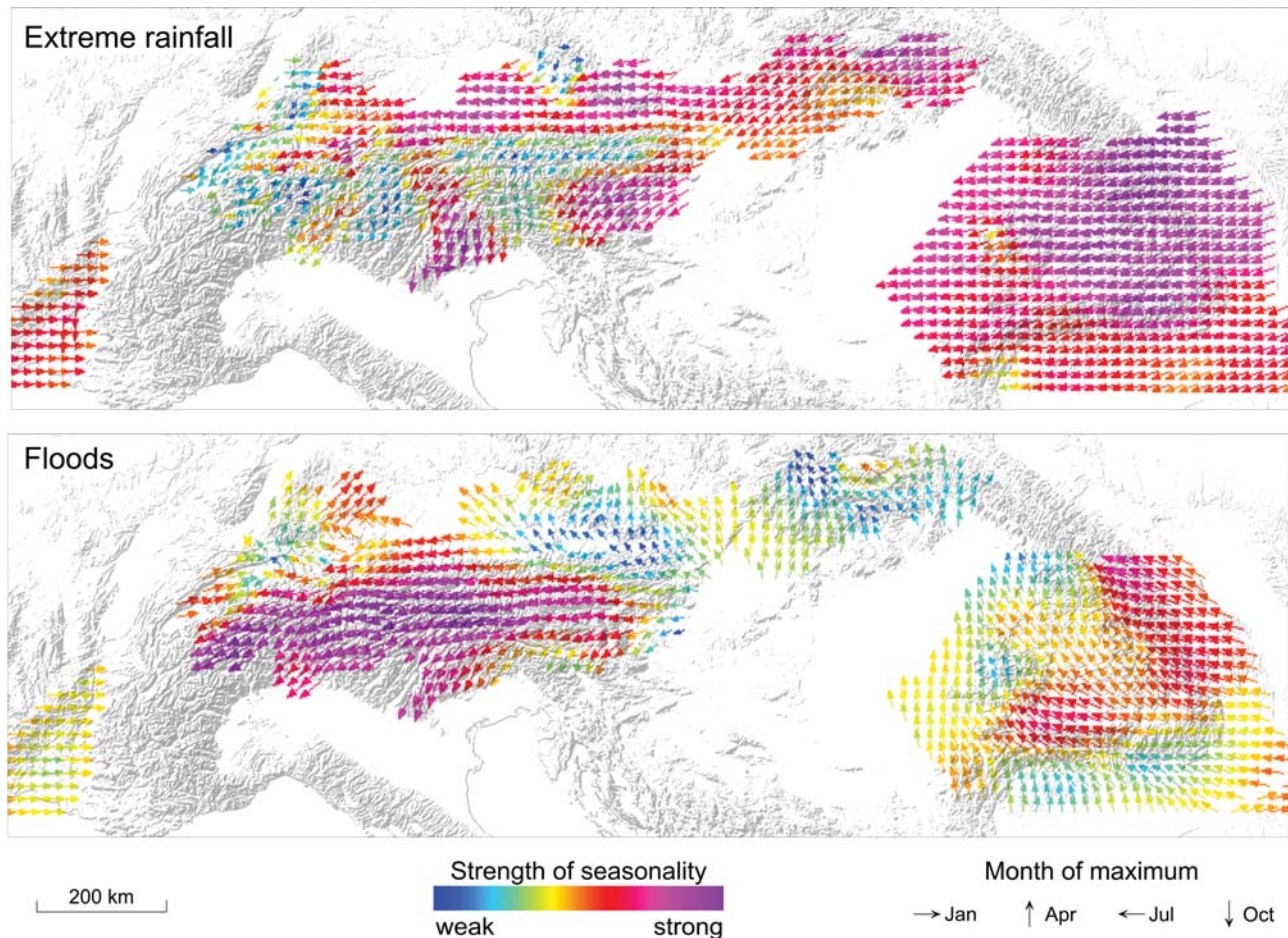 Extreme rainfall
Floods
Strength of seasonality
weak strong
200 km
Month of maximum
→ Jan ↑ Apr ← Jul ↓ Oct